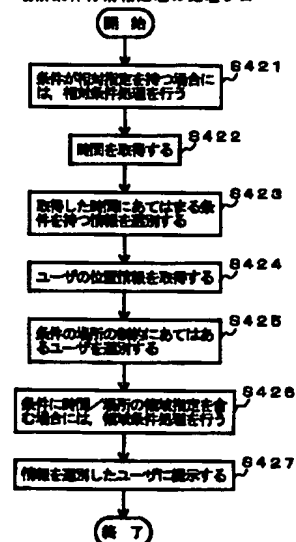 開 始
条件が相対指定を持つ場合に
は, 相対条件処理を行う
S421
時間を取得する
S422
取得した時間にあてはまる条
件を持つ情報を選別する
S423
ユーザの位置情報を取得する
S424
条件の場所の制約にあてはあ
るユーザを選別する
S425
条件に時間/場所の領域指定を含
む場合には, 領域条件処理を行う
S426
情報を選別したユーザに提示する
S427
終 了